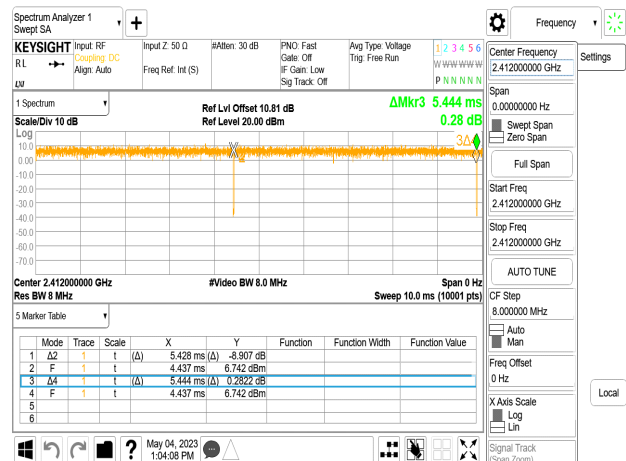 Spectrum Analyzer 1
Swept SA
Frequency
KEYSIGHT
RL
LXI
Input: RF
Coupling: DC
Align: Auto
Input Z: 50 Ω
Freq Ref: Int (S)
#Atten: 30 dB
PNO: Fast
Gate: Off
IF Gain: Low
Sig Track: Off
Avg Type: Voltage
Trig: Free Run
1 2 3 4 5 6
W W W W W W
P N N N N N
1 Spectrum
Scale/Div 10 dB
Ref Lvl Offset 10.81 dB
Ref Level 20.00 dBm
ΔMkr3 5.444 ms
0.28 dB
Log
10.0
0.00
-10.0
-20.0
-30.0
-40.0
-50.0
-60.0
-70.0
3Δ4
Center 2.412000000 GHz
Res BW 8 MHz
#Video BW 8.0 MHz
Span 0 Hz
Sweep 10.0 ms (10001 pts)
5 Marker Table
Mode Trace Scale X Y Function Function Width Function Value
1 Δ2 1 t (Δ) 5.428 ms (Δ) -8.907 dB
2 F 1 t 4.437 ms 6.742 dBm
3 Δ4 1 t (Δ) 5.444 ms (Δ) 0.2822 dB
4 F 1 t 4.437 ms 6.742 dBm
5
6
May 04, 2023
1:04:08 PM
Center Frequency
2.412000000 GHz
Span
0.00000000 Hz
Swept Span
Zero Span
Full Span
Start Freq
2.412000000 GHz
Stop Freq
2.412000000 GHz
AUTO TUNE
CF Step
8.000000 MHz
Auto
Man
Freq Offset
0 Hz
X Axis Scale
Log
Lin
Signal Track
(Span Zoom)
Settings
Local